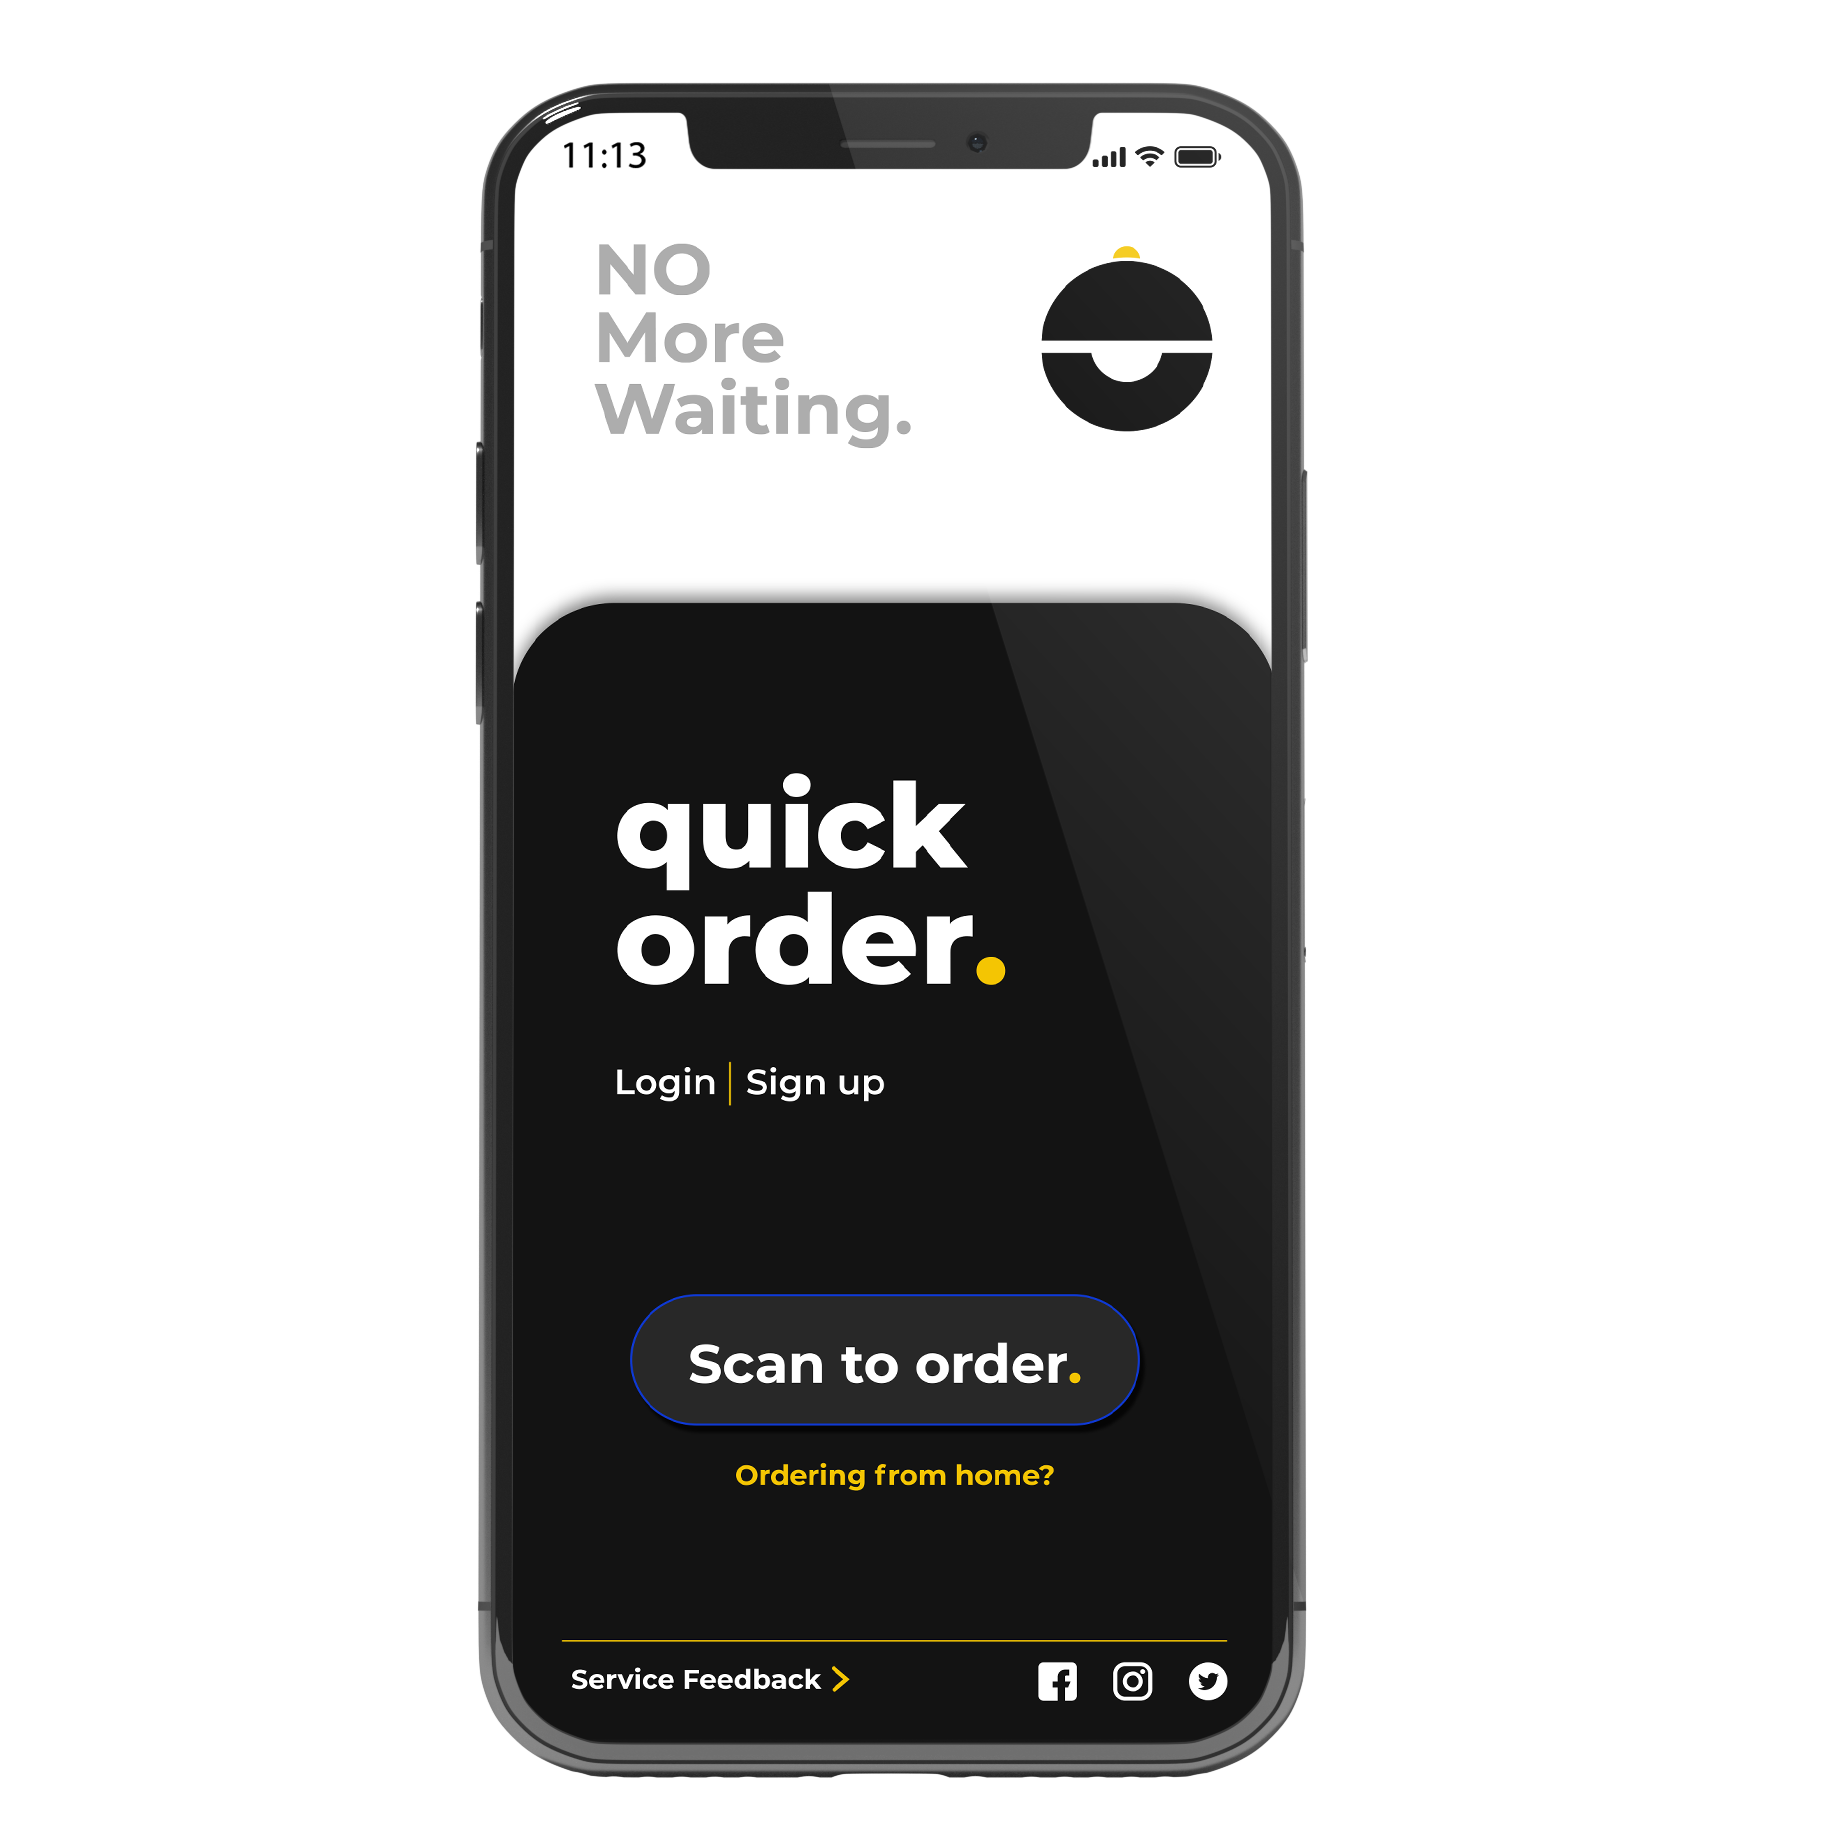 11:13
NO
More
Waiting.
quick
order.
Login | Sign up
Scan to order.
Ordering from home?
Service Feedback >